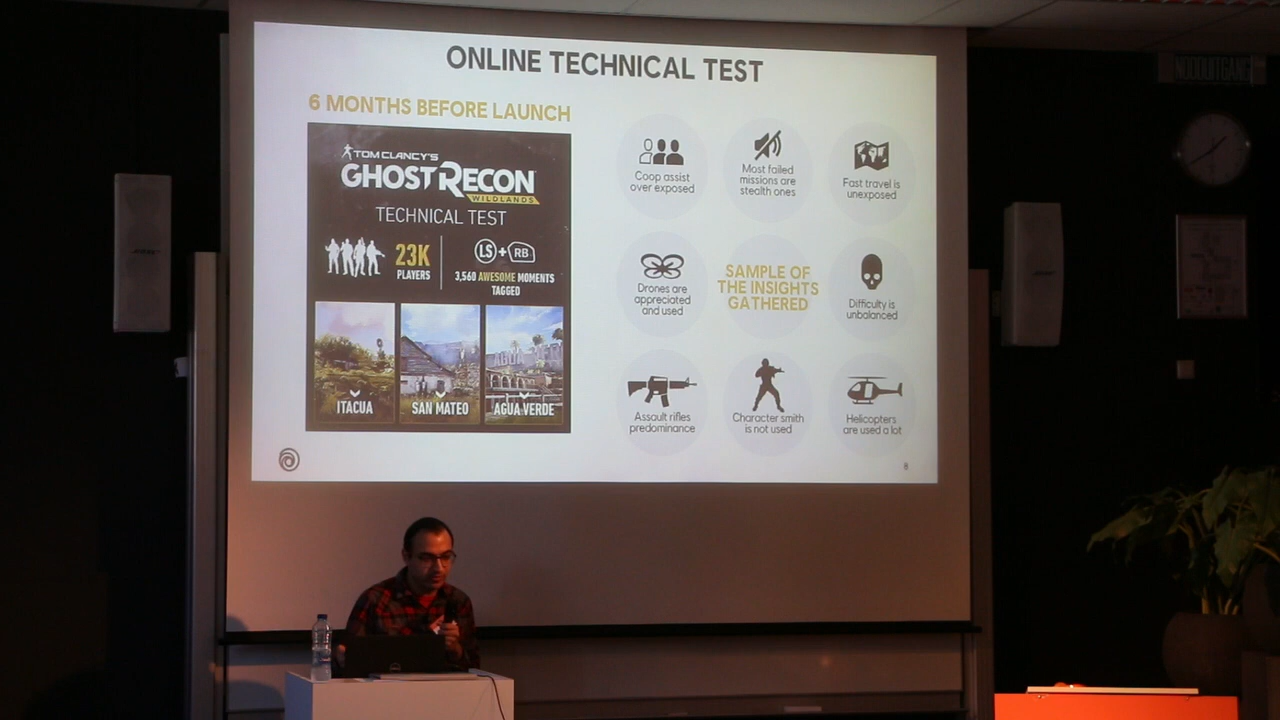 ONLINE TECHNICAL TEST
6 MONTHS BEFORE LAUNCH
TOM CLANCY'S
GHOST RECON
WILDLANDS
TECHNICAL TEST
23K
PLAYERS
LS + RB
3,560 AWESOME MOMENTS
TAGGED
ITACUA
SAN MATEO
AGUA VERDE
Coop assist
over exposed
Most failed
missions are
stealth ones
Fast travel is
unexposed
Drones are
appreciated
and used
SAMPLE OF
THE INSIGHTS
GATHERED
Difficulty is
unbalanced
Assault rifles
predominance
Character smith
is not used
Helicopters
are used a lot
8
NOODUITGANG